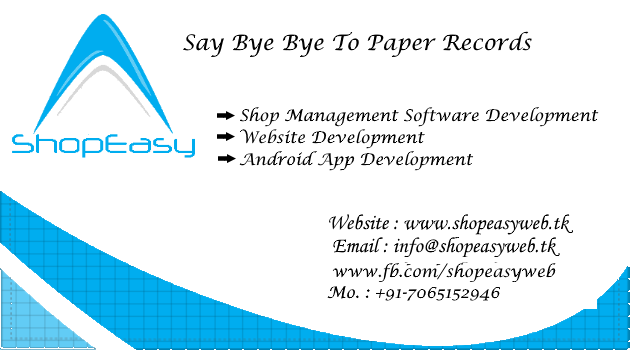 Say Bye Bye To Paper Records
ShopEasy
Shop Management Software Development
Website Development
Android App Development
Website : www.shopeasyweb.tk
Email : info@shopeasyweb.tk
www.fb.com/shopeasyweb
Mo. : +91-7065152946